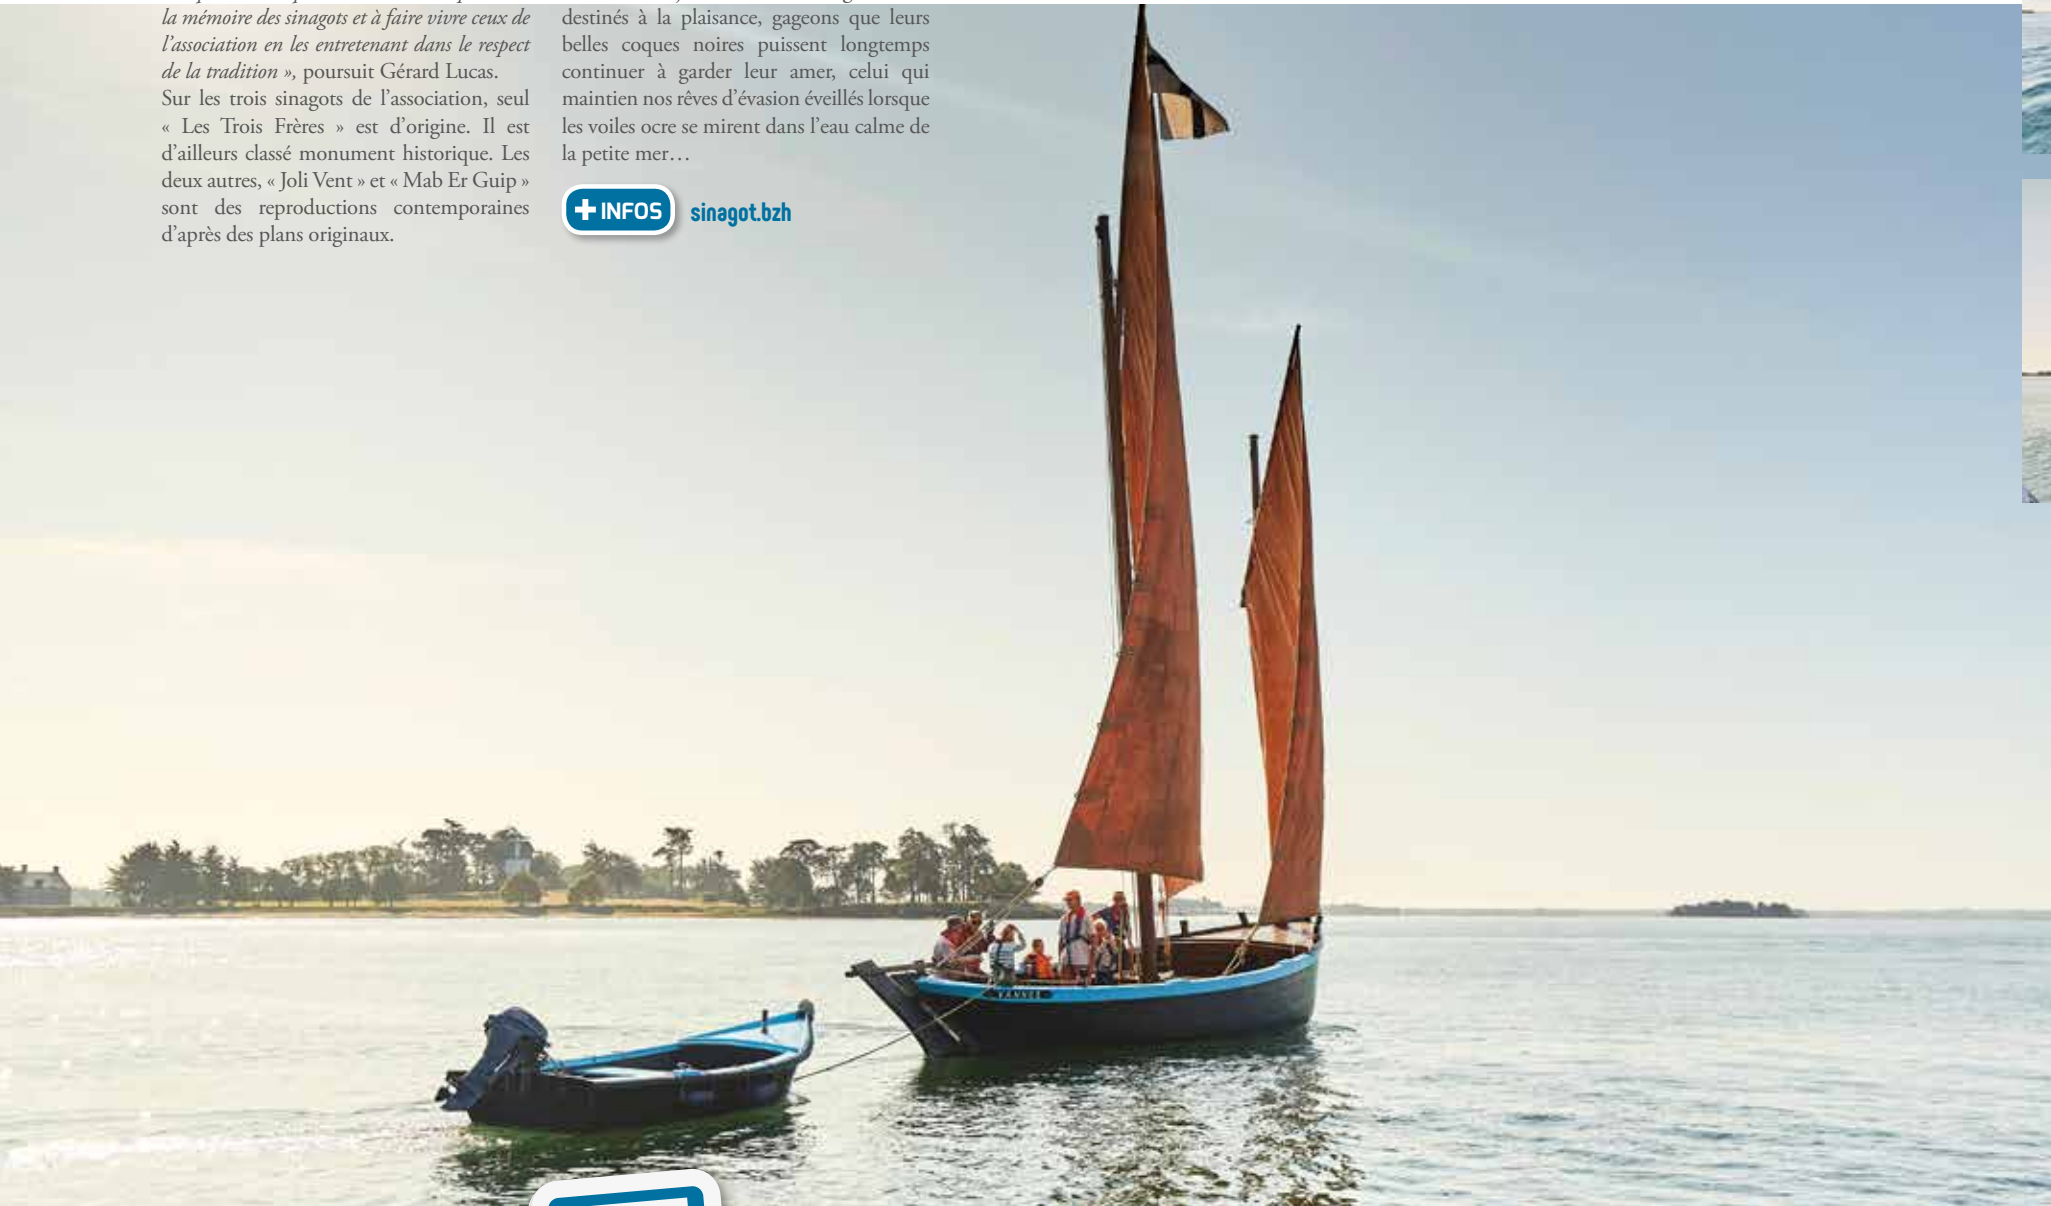 la mémoire des sinagots et à faire vivre ceux de
l'association en les entretenant dans le respect
de la tradition », poursuit Gérard Lucas.
Sur les trois sinagots de l'association, seul
« Les Trois Frères » est d'origine. Il est
d'ailleurs classé monument historique. Les
deux autres, « Joli Vent » et « Mab Er Guip »
sont des reproductions contemporaines
d'après des plans originaux.
destinés à la plaisance, gageons que leurs
belles coques noires puissent longtemps
continuer à garder leur amer, celui qui
maintien nos rêves d'évasion éveillés lorsque
les voiles ocre se mirent dans l'eau calme de
la petite mer…
+ INFOS sinagot.bzh
VANNES